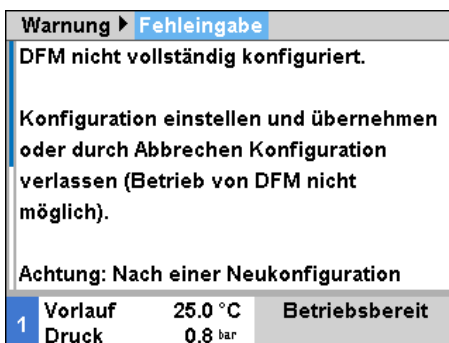 Warnung ▶ Fehleingabe
DFM nicht vollständig konfiguriert.
Konfiguration einstellen und übernehmen
oder durch Abbrechen Konfiguration
verlassen (Betrieb von DFM nicht
möglich).
Achtung: Nach einer Neukonfiguration
1 Vorlauf 25.0 °C Betriebsbereit
Druck 0.8 bar